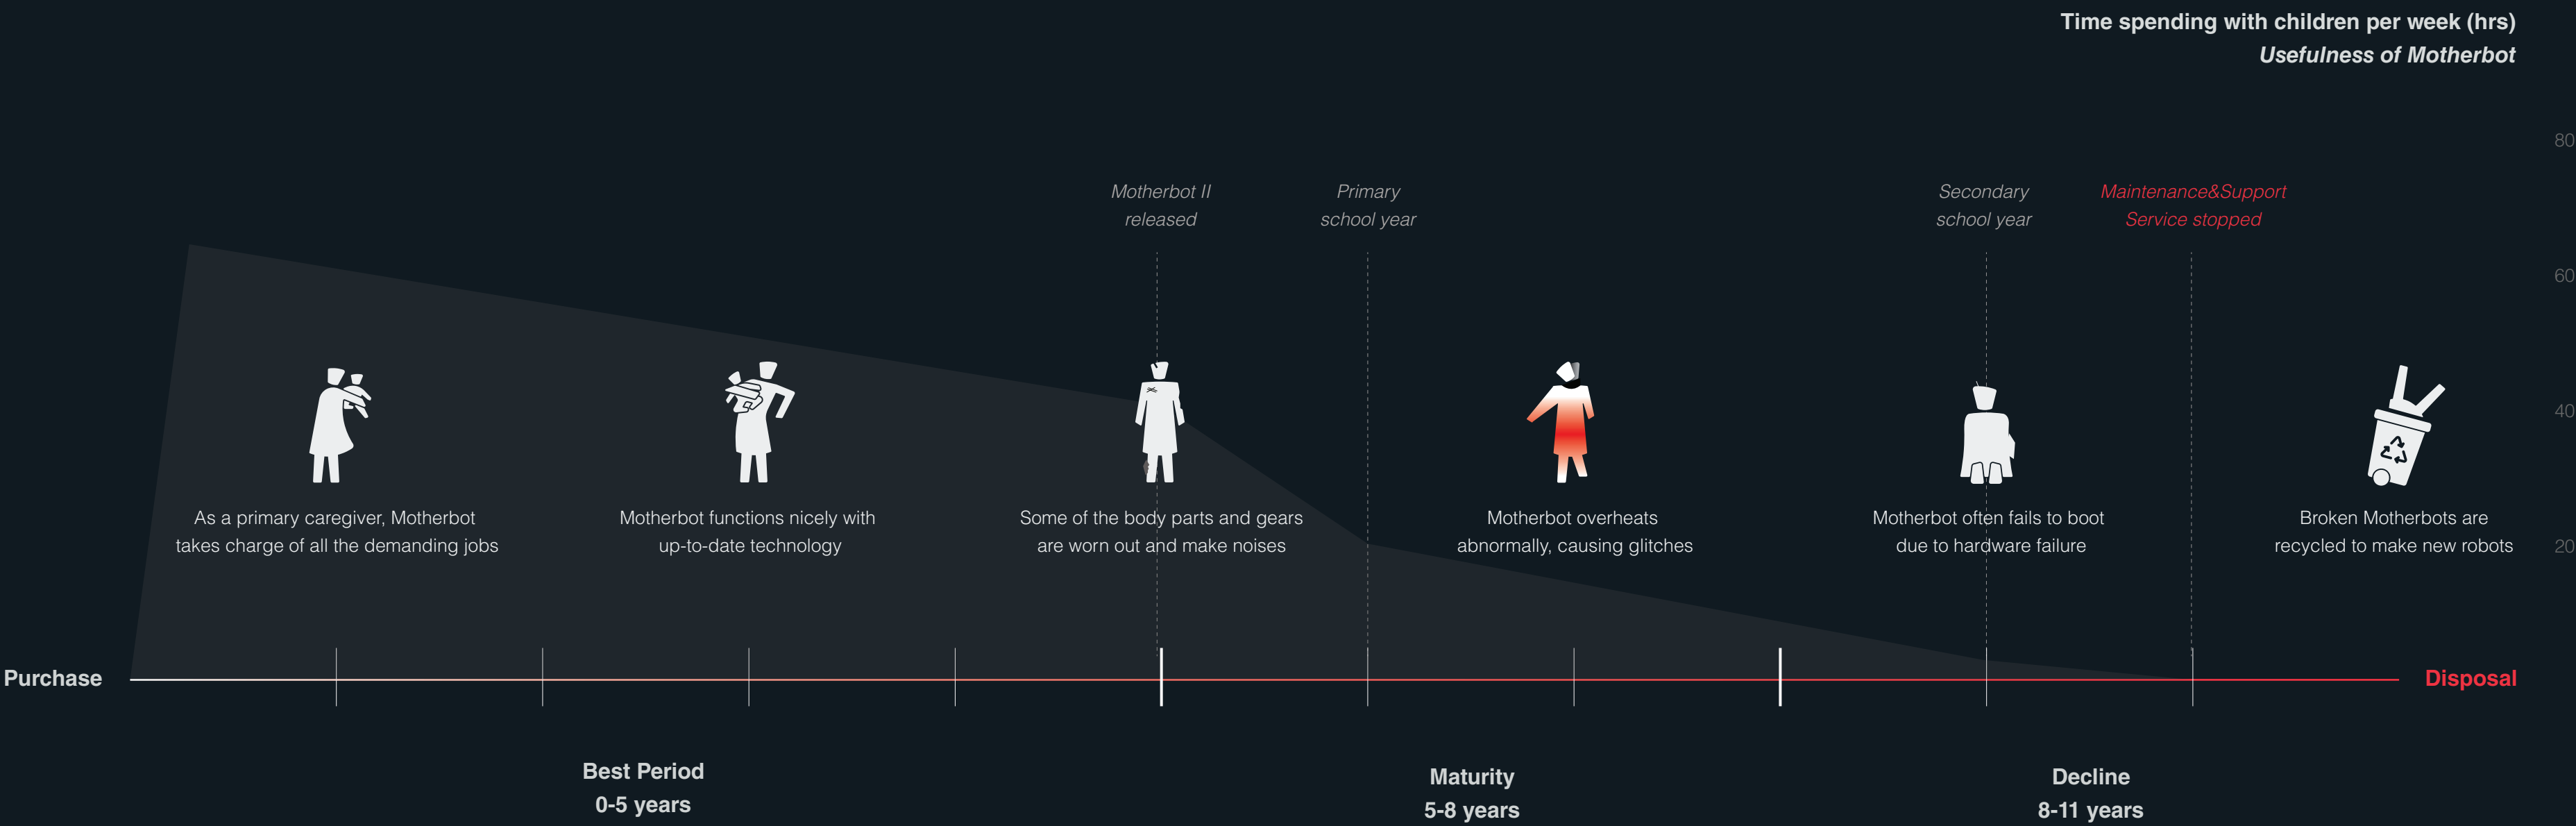 Time spending with children per week (hrs)
Usefulness of Motherbot
80
60
40
20
Motherbot II
released
Primary
school year
Secondary
school year
Maintenance&Support
Service stopped
As a primary caregiver, Motherbot
takes charge of all the demanding jobs
Motherbot functions nicely with
up-to-date technology
Some of the body parts and gears
are worn out and make noises
Motherbot overheats
abnormally, causing glitches
Motherbot often fails to boot
due to hardware failure
Broken Motherbots are
recycled to make new robots
Purchase
Disposal
Best Period
0-5 years
Maturity
5-8 years
Decline
8-11 years